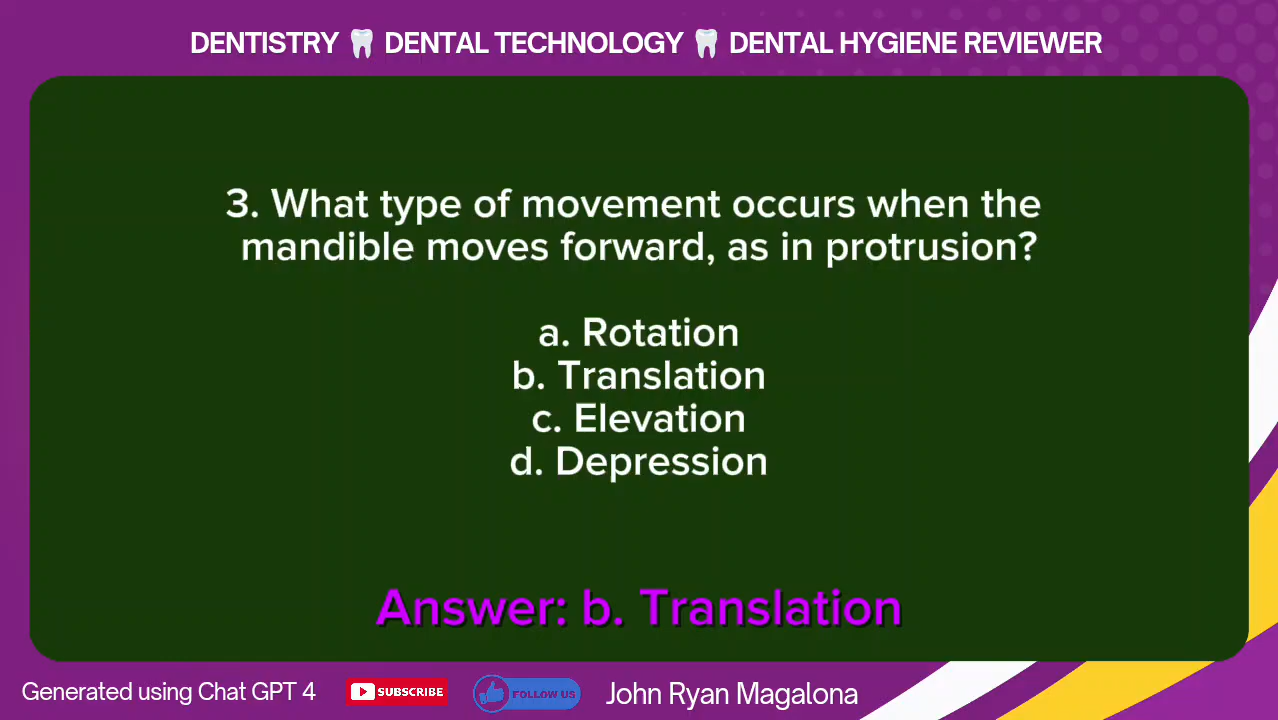 DENTISTRY 🦷 DENTAL TECHNOLOGY 🦷 DENTAL HYGIENE REVIEWER
3. What type of movement occurs when the
mandible moves forward, as in protrusion?
a. Rotation
b. Translation
c. Elevation
d. Depression
Answer: b. Translation
Generated using Chat GPT 4 SUBSCRIBE FOLLOW US John Ryan Magalona